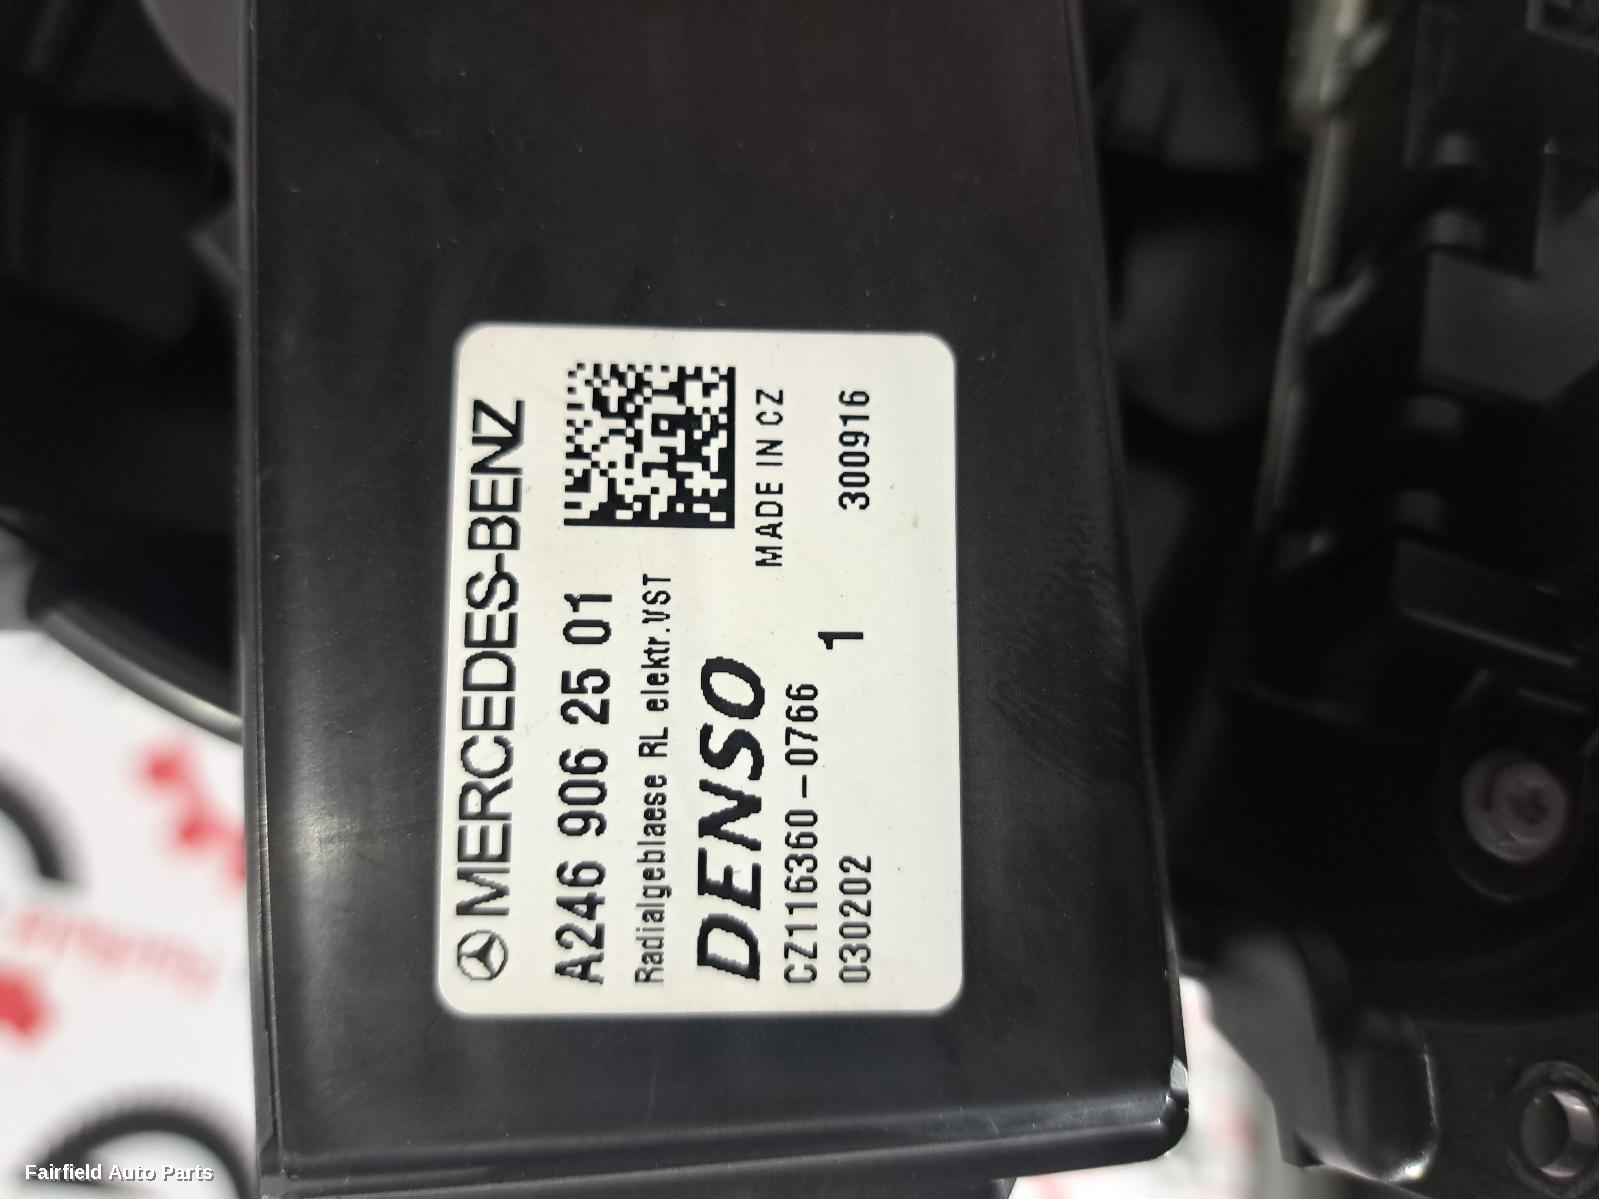 MERCEDES-BENZ
A246 906 25 01
Radialgeblaese RL elektr.VST
DENSO
MADE IN CZ
CZ116360-0766
1
030202
300916
Fairfield Auto Parts